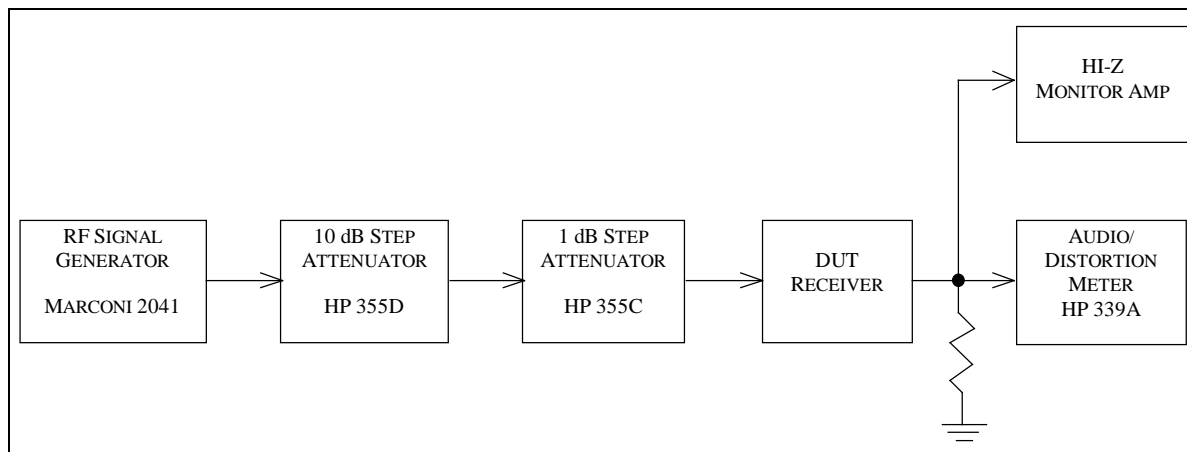 HI-Z
MONITOR AMP
RF SIGNAL
GENERATOR
MARCONI 2041
10 dB STEP
ATTENUATOR
HP 355D
1 dB STEP
ATTENUATOR
HP 355C
DUT
RECEIVER
AUDIO/
DISTORTION
METER
HP 339A